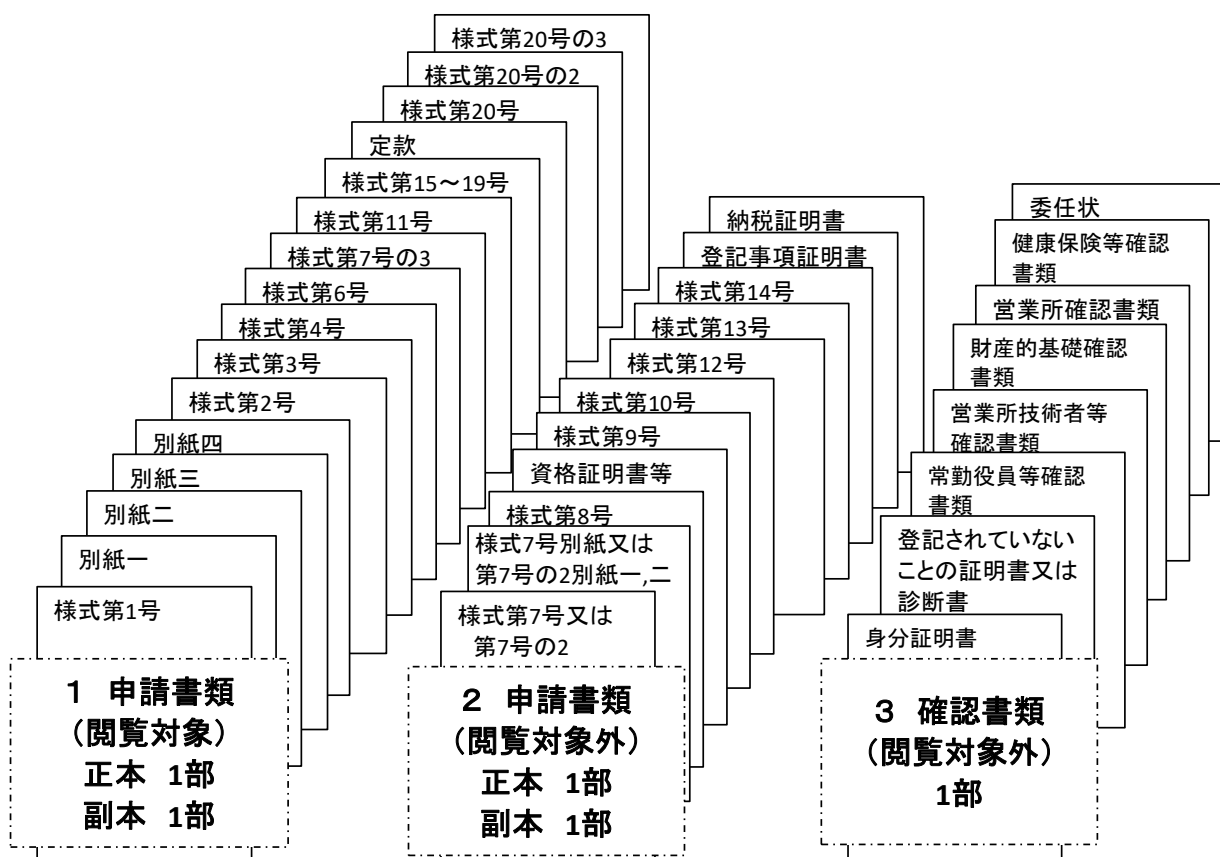 様式第20号の3
様式第20号の2
様式第20号
定款
様式第15～19号
様式第11号
様式第7号の3
様式第6号
様式第4号
様式第3号
様式第2号
別紙四
別紙三
別紙二
別紙一
様式第1号
1 申請書類
（閲覧対象）
正本 1部
副本 1部
納税証明書
登記事項証明書
様式第14号
様式第13号
様式第12号
様式第10号
様式第9号
資格証明書等
様式第8号
様式7号別紙又は
第7号の2別紙一,二
様式第7号又は
第7号の2
2 申請書類
（閲覧対象外）
正本 1部
副本 1部
委任状
健康保険等確認
書類
営業所確認書類
財産的基礎確認
書類
営業所技術者等
確認書類
常勤役員等確認
書類
登記されていない
ことの証明書又は
診断書
身分証明書
3 確認書類
（閲覧対象外）
1部